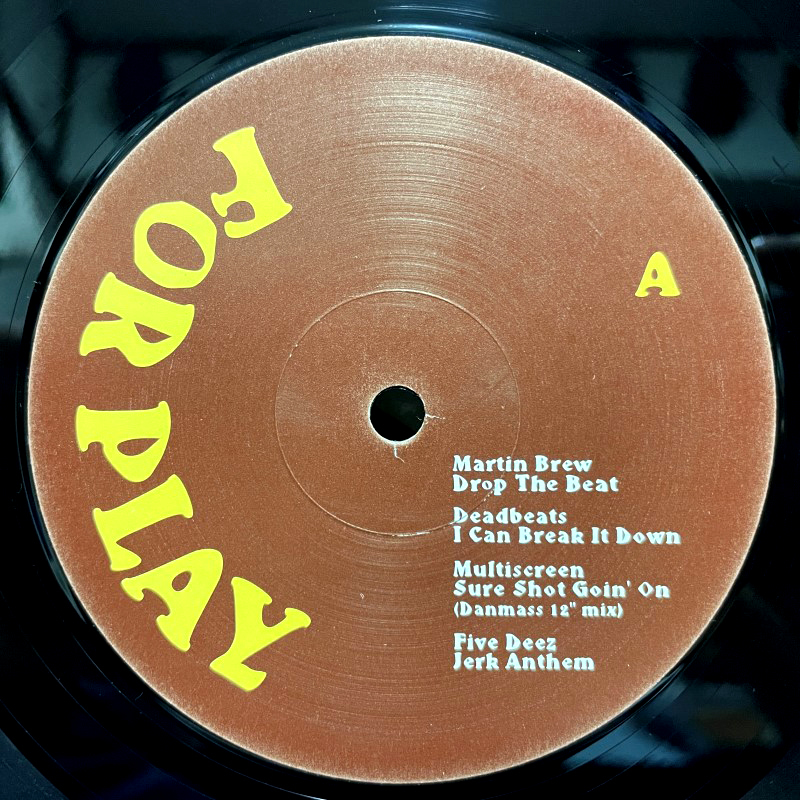 FOR PLAY
A
Martin Brew
Drop The Beat
Deadbeats
I Can Break It Down
Multiscreen
Sure Shot Goin' On
(Danmass 12" mix)
Five Deez
Jerk Anthem